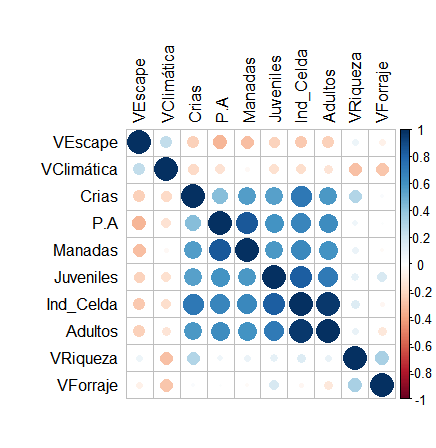 VEscape
VClimática
Crias
P.A
Manadas
Juveniles
Ind_Celda
Adultos
VRiqueza
VForraje
VEscape
VClimática
Crias
P.A
Manadas
Juveniles
Ind_Celda
Adultos
VRiqueza
VForraje
1
0.8
0.6
0.4
0.2
0
-0.2
-0.4
-0.6
-0.8
-1